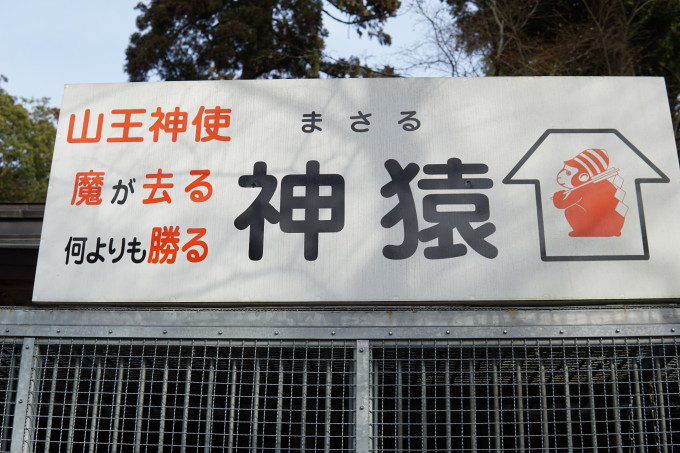 山王神使
魔が去る
何よりも勝る
まさる
神猿